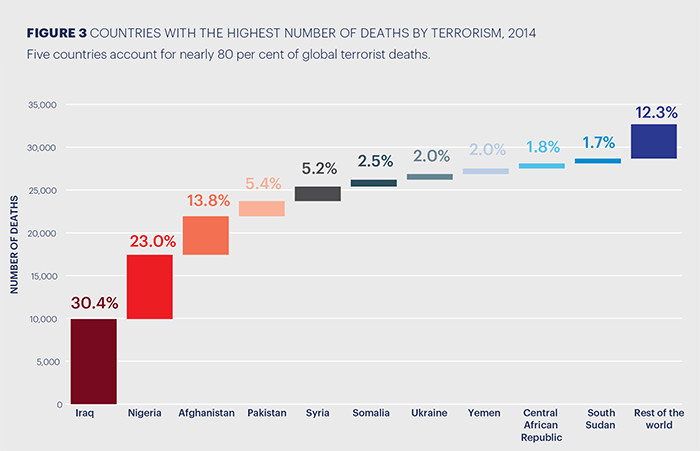 FIGURE 3 COUNTRIES WITH THE HIGHEST NUMBER OF DEATHS BY TERRORISM, 2014
Five countries account for nearly 80 per cent of global terrorist deaths.
NUMBER OF DEATHS
35,000
30,000
25,000
20,000
15,000
10,000
5,000
0
30.4%
23.0%
13.8%
5.4%
5.2%
2.5%
2.0%
2.0%
1.8%
1.7%
12.3%
Iraq
Nigeria
Afghanistan
Pakistan
Syria
Somalia
Ukraine
Yemen
Central
African
Republic
South
Sudan
Rest of the
world